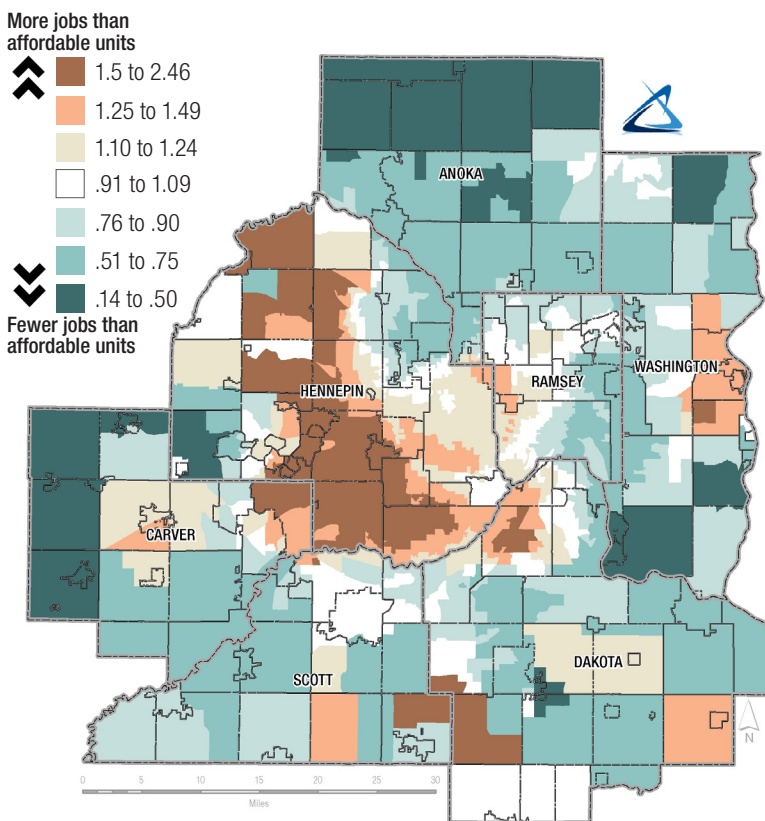 More jobs than
affordable units
1.5 to 2.46
1.25 to 1.49
1.10 to 1.24
.91 to 1.09
.76 to .90
.51 to .75
.14 to .50
Fewer jobs than
affordable units
ANOKA
HENNEPIN
RAMSEY
WASHINGTON
CARVER
SCOTT
DAKOTA
N
0 5 10 15 20 25 30
Miles